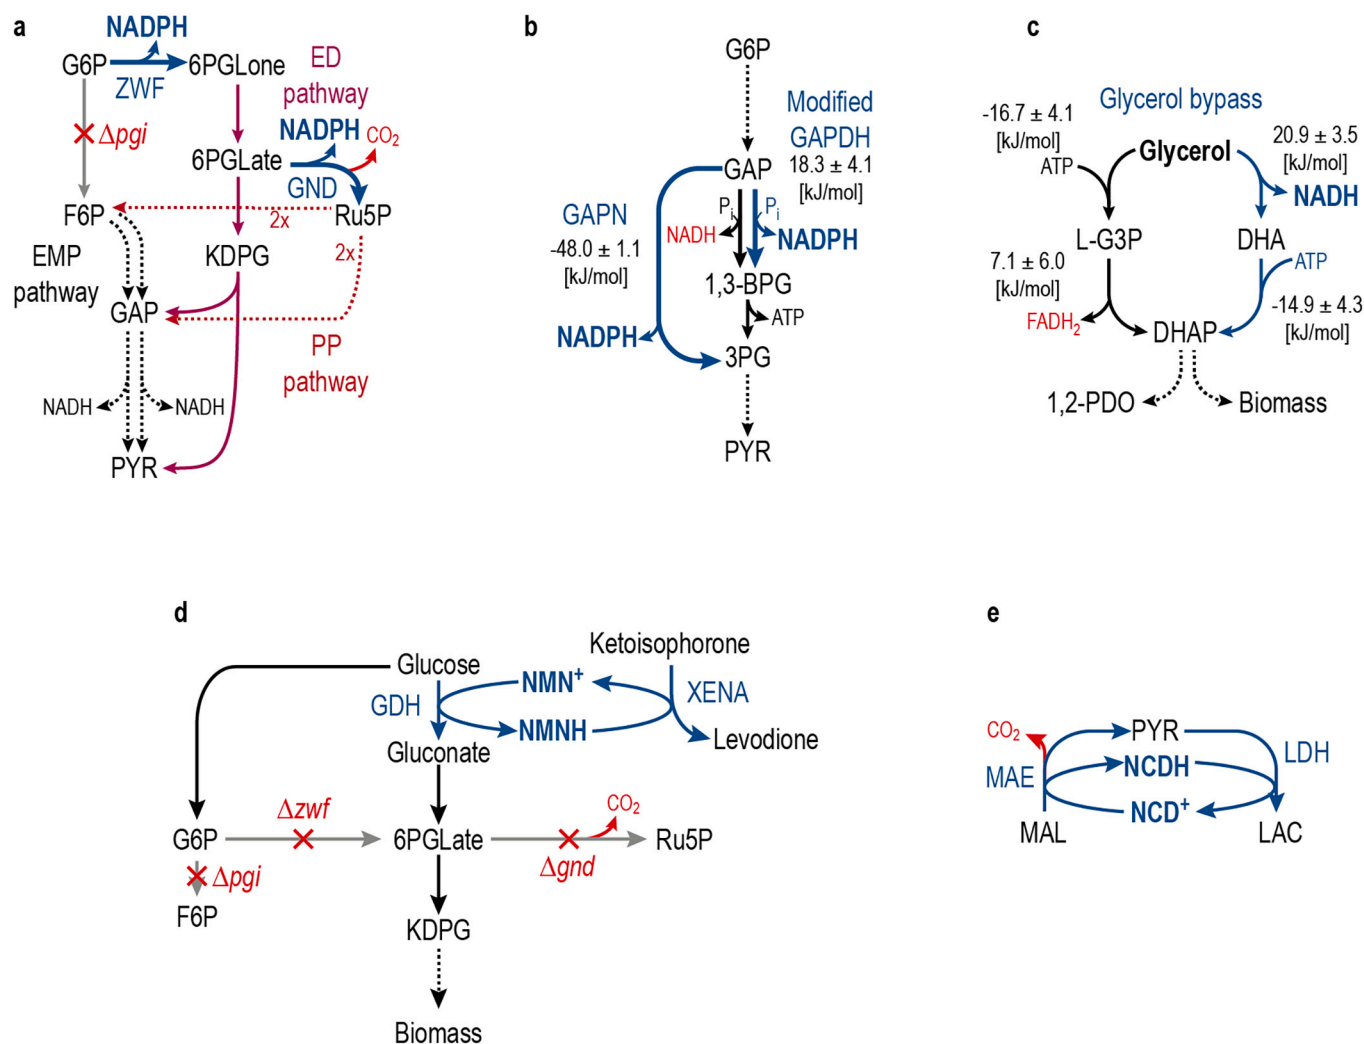 a
NADPH
G6P
6PGLone
ED
pathway
ZWF
NADPH
CO2
Δpgi
6PGLate
GND
F6P
2x
Ru5P
2x
EMP
pathway
KDPG
GAP
PP
pathway
NADH
NADH
PYR
b
G6P
Modified
GAPDH
18.3 ± 4.1
[kJ/mol]
GAP
GAPN
-48.0 ± 1.1
[kJ/mol]
Pi
Pi
NADH
NADPH
1,3-BPG
ATP
NADPH
3PG
PYR
c
-16.7 ± 4.1
[kJ/mol]
Glycerol bypass
20.9 ± 3.5
[kJ/mol]
ATP
Glycerol
NADH
L-G3P
DHA
7.1 ± 6.0
[kJ/mol]
ATP
-14.9 ± 4.3
[kJ/mol]
FADH2
DHAP
1,2-PDO
Biomass
d
Ketoisophorone
Glucose
NMN+
XENA
GDH
NMNH
Levodione
Gluconate
Δzwf
CO2
G6P
6PGLate
Ru5P
Δpgi
Δgnd
F6P
KDPG
Biomass
e
CO2
PYR
LDH
MAE
NCDH
NCD+
MAL
LAC